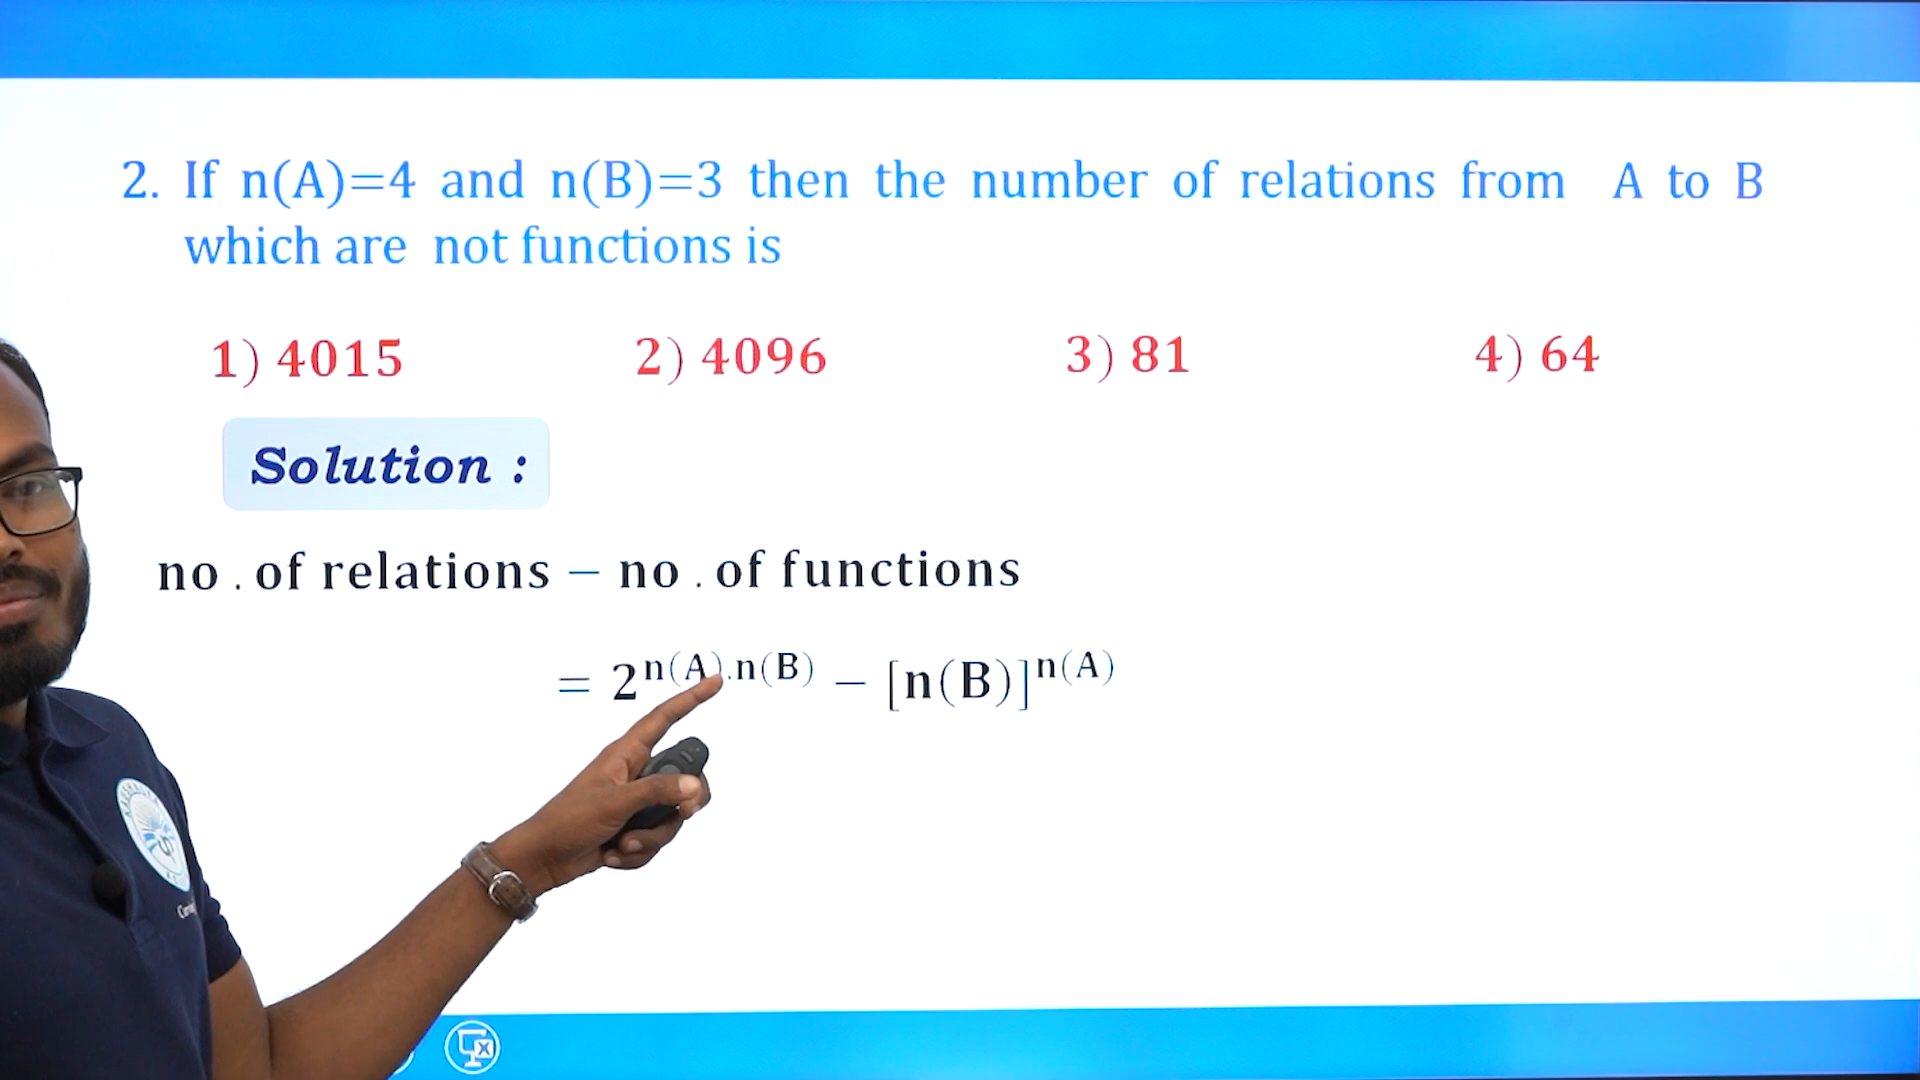 2. If n(A)=4 and n(B)=3 then the number of relations from A to B
which are not functions is
1) 4015 2) 4096 3) 81 4) 64
Solution :
no . of relations – no . of functions
= 2^{n(A).n(B)} – [n(B)]^{n(A)}